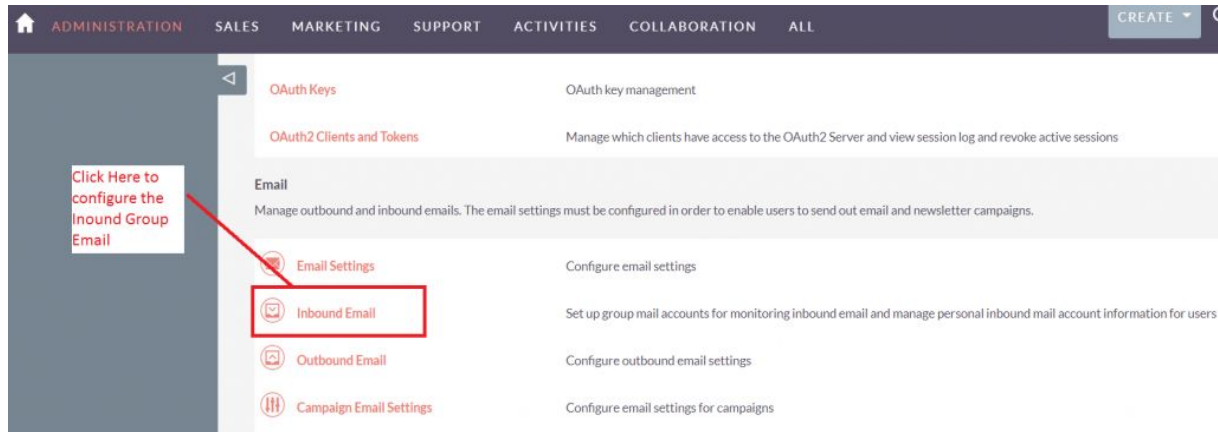 ADMINISTRATION SALES MARKETING SUPPORT ACTIVITIES COLLABORATION ALL CREATE
OAuth Keys OAuth key management
OAuth2 Clients and Tokens Manage which clients have access to the OAuth2 Server and view session log and revoke active sessions
Click Here to
configure the
Inound Group
Email
Email
Manage outbound and inbound emails. The email settings must be configured in order to enable users to send out email and newsletter campaigns.
Email Settings Configure email settings
Inbound Email Set up group mail accounts for monitoring inbound email and manage personal inbound mail account information for users
Outbound Email Configure outbound email settings
Campaign Email Settings Configure email settings for campaigns